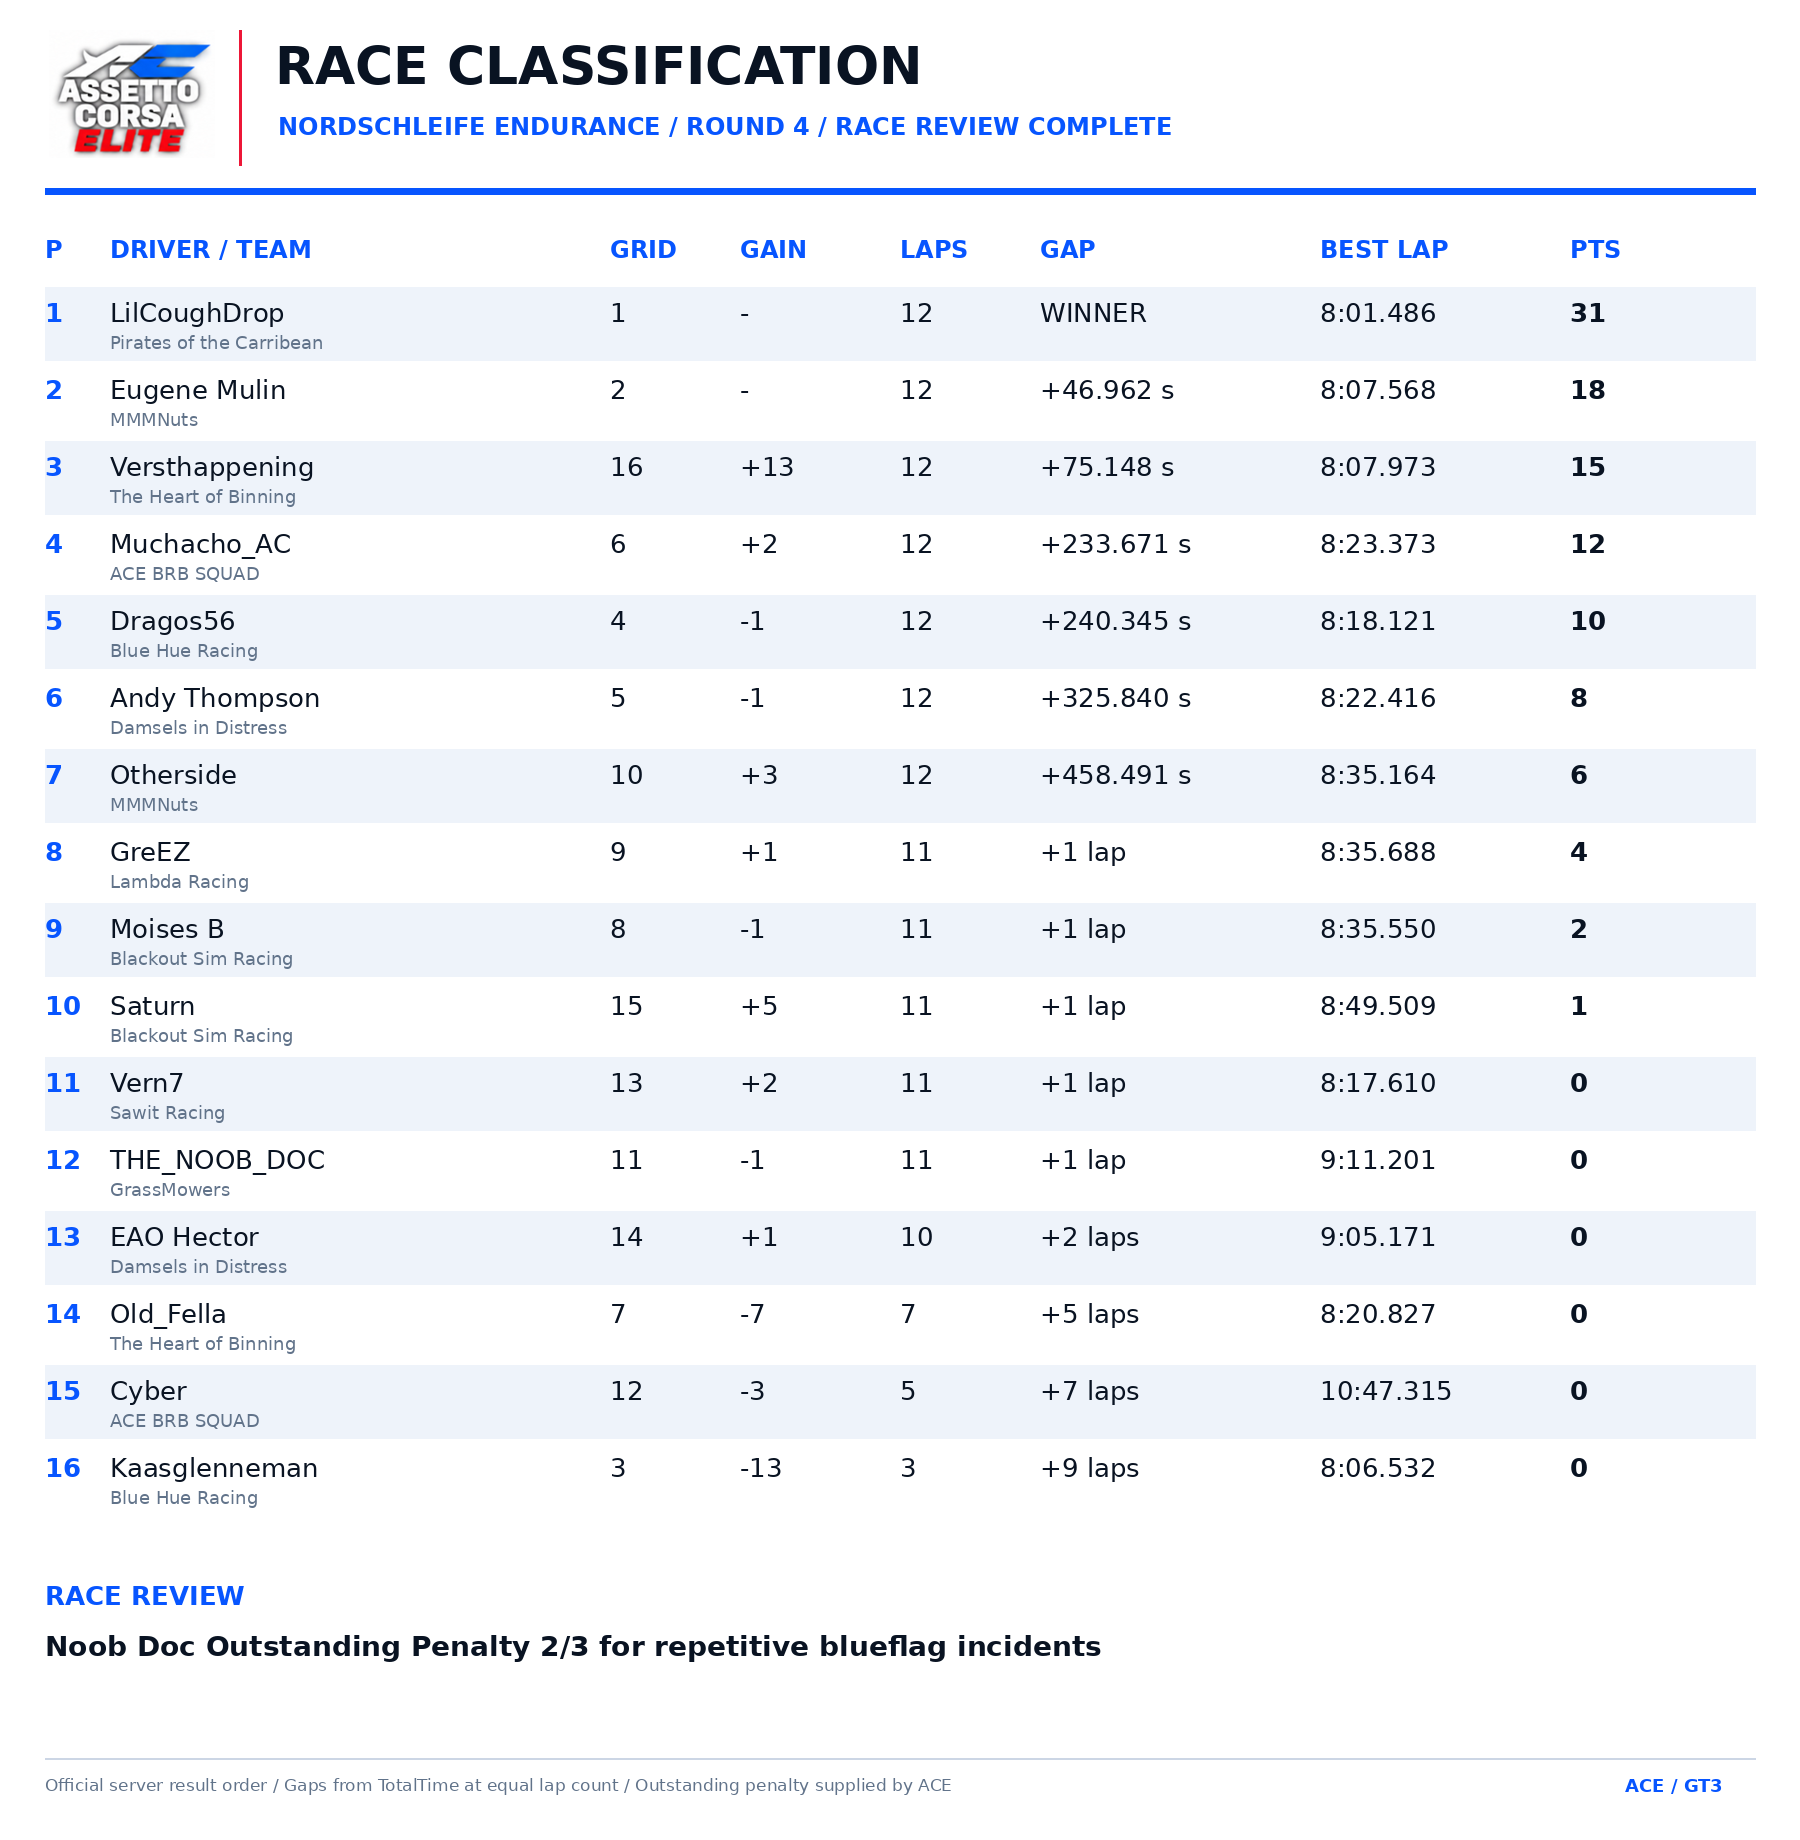 ASSETTO
CORSA
ELITE
RACE CLASSIFICATION
NORDSCHLEIFE ENDURANCE / ROUND 4 / RACE REVIEW COMPLETE
P DRIVER / TEAM GRID GAIN LAPS GAP BEST LAP PTS
1 LilCoughDrop 1 - 12 WINNER 8:01.486 31
Pirates of the Carribean
2 Eugene Mulin 2 - 12 +46.962 s 8:07.568 18
MMMNuts
3 Versthappening 16 +13 12 +75.148 s 8:07.973 15
The Heart of Binning
4 Muchacho_AC 6 +2 12 +233.671 s 8:23.373 12
ACE BRB SQUAD
5 Dragos56 4 -1 12 +240.345 s 8:18.121 10
Blue Hue Racing
6 Andy Thompson 5 -1 12 +325.840 s 8:22.416 8
Damsels in Distress
7 Otherside 10 +3 12 +458.491 s 8:35.164 6
MMMNuts
8 GreEZ 9 +1 11 +1 lap 8:35.688 4
Lambda Racing
9 Moises B 8 -1 11 +1 lap 8:35.550 2
Blackout Sim Racing
10 Saturn 15 +5 11 +1 lap 8:49.509 1
Blackout Sim Racing
11 Vern7 13 +2 11 +1 lap 8:17.610 0
Sawit Racing
12 THE_NOOB_DOC 11 -1 11 +1 lap 9:11.201 0
GrassMowers
13 EAO Hector 14 +1 10 +2 laps 9:05.171 0
Damsels in Distress
14 Old_Fella 7 -7 7 +5 laps 8:20.827 0
The Heart of Binning
15 Cyber 12 -3 5 +7 laps 10:47.315 0
ACE BRB SQUAD
16 Kaasglenneman 3 -13 3 +9 laps 8:06.532 0
Blue Hue Racing
RACE REVIEW
Noob Doc Outstanding Penalty 2/3 for repetitive blueflag incidents
Official server result order / Gaps from TotalTime at equal lap count / Outstanding penalty supplied by ACE
ACE / GT3